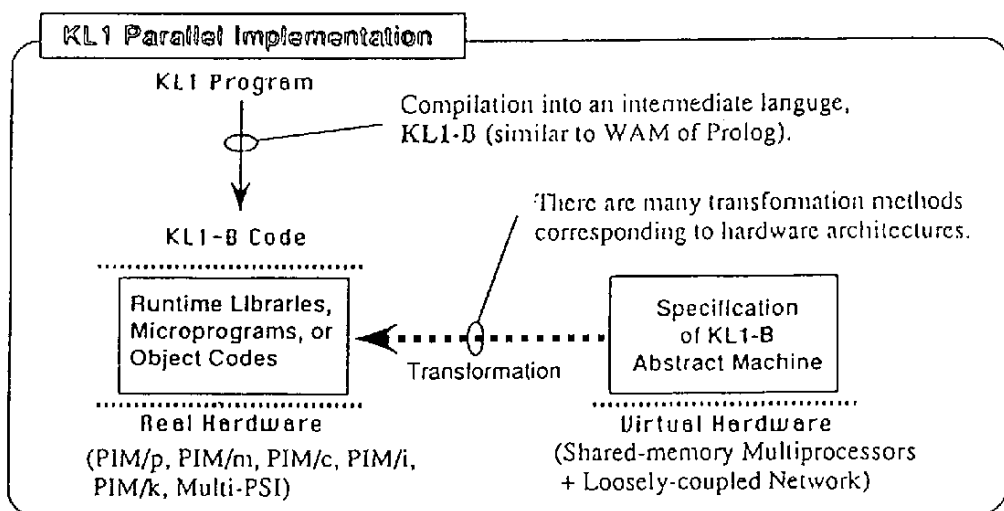 KL1 Parallel Implementation
KL1 Program
Compilation into an intermediate languge,
KL1-B (similar to WAM of Prolog).
There are many transformation methods
corresponding to hardware architectures.
KL1-B Code
Runtime Libraries,
Microprograms, or
Object Codes
Transformation
Specification
of KL1-B
Abstract Machine
Real Hardware
(PIM/p, PIM/m, PIM/c, PIM/i,
PIM/k, Multi-PSI)
Virtual Hardware
(Shared-memory Multiprocessors
+ Loosely-coupled Network)